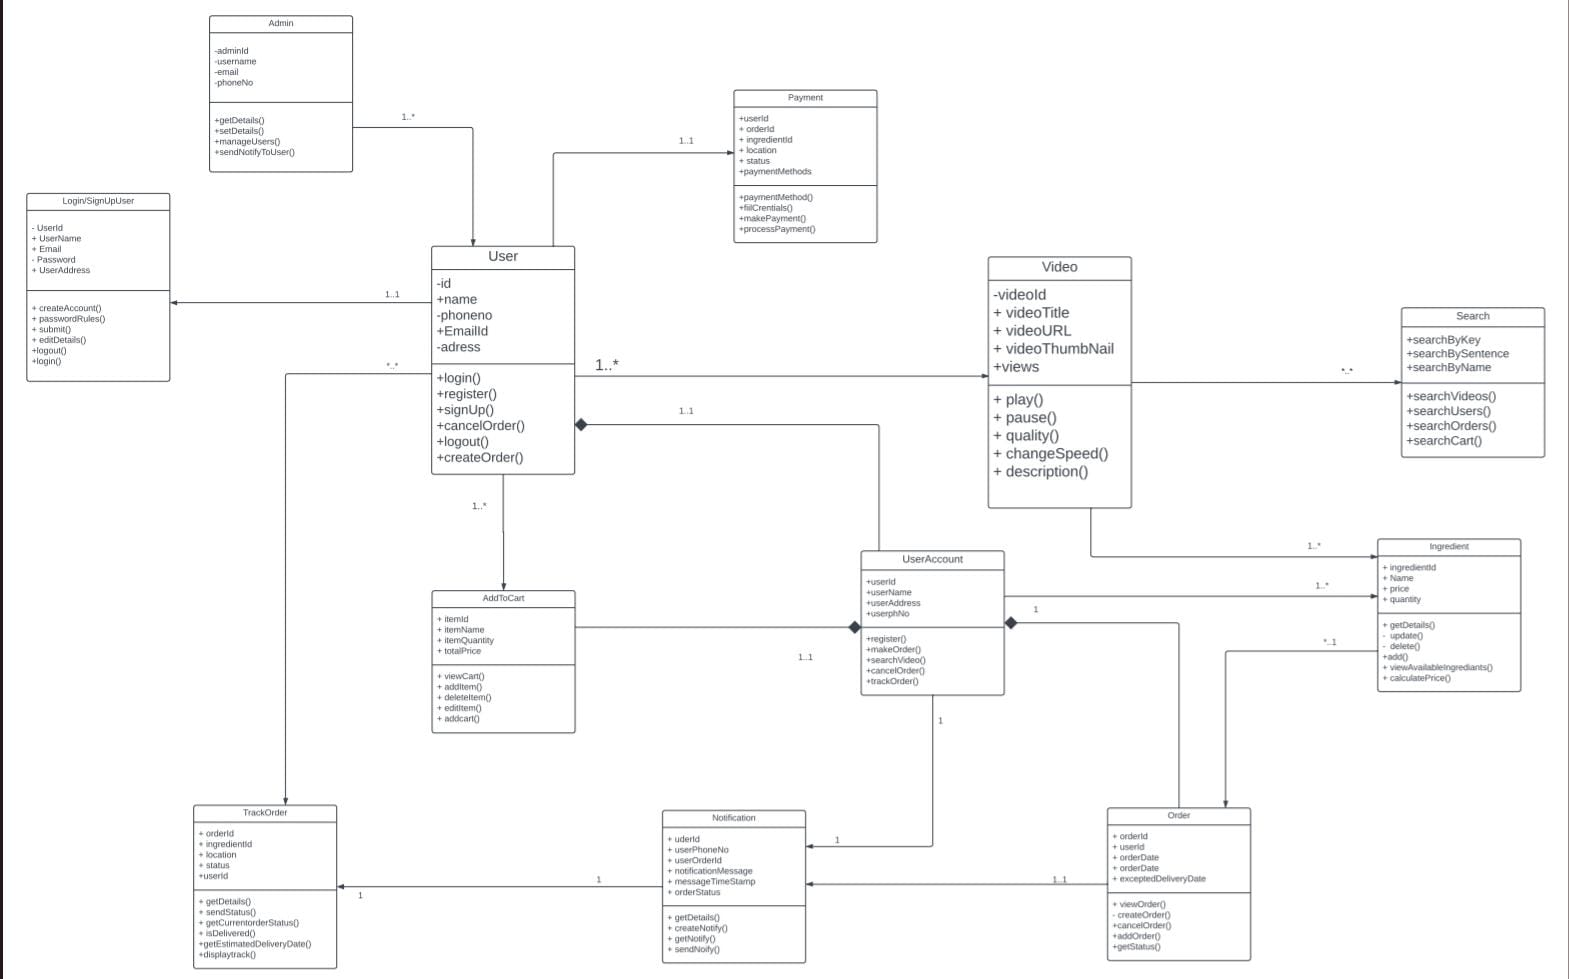 Admin
-adminId
-username
-email
-phoneNo
+getDetails()
+setDetails()
+manageUsers()
+sendNotifyToUser()
1..*
Payment
+userId
+ orderId
+ ingredientId
+ location
+ status
+paymentMethods
+paymentMethod()
+fiilCrentials()
+makePayment()
+processPayment()
1..1
Login/SignUpUser
- UserId
+ UserName
+ Email
- Password
+ UserAddress
+ createAccount()
+ passwordRules()
+ submit()
+ editDetails()
+logout()
+login()
1..1
User
-id
+name
-phoneno
+EmailId
-adress
+login()
+register()
+signUp()
+cancelOrder()
+logout()
+createOrder()
*..*
1..*
1..1
1..*
Video
-videoId
+ videoTitle
+ videoURL
+ videoThumbNail
+views
+ play()
+ pause()
+ quality()
+ changeSpeed()
+ description()
*..*
Search
+searchByKey
+searchBySentence
+searchByName
+searchVideos()
+searchUsers()
+searchOrders()
+searchCart()
1..*
Ingredient
+ ingredientId
+ Name
+ price
+ quantity
+ getDetails()
- update()
- delete()
+add()
+ viewAvailableIngrediants()
+ calculatePrice()
1..*
1
*..1
UserAccount
+userId
+userName
+userAddress
+userphNo
+register()
+makeOrder()
+searchVideo()
+cancelOrder()
+trackOrder()
AddToCart
+ itemId
+ itemName
+ itemQuantity
+ totalPrice
+ viewCart()
+ addItem()
+ deleteItem()
+ editItem()
+ addcart()
1..1
1
1
TrackOrder
+ orderId
+ ingredientId
+ location
+ status
+userId
+ getDetails()
+ sendStatus()
+ getCurrentorderStatus()
+ isDelivered()
+getEstimatedDeliveryDate()
+displaytrack()
1
1
Notification
+ uderId
+ userPhoneNo
+ userOrderId
+ notificationMessage
+ messageTimeStamp
+ orderStatus
+ getDetails()
+ createNotify()
+ getNotify()
+ sendNoify()
1..1
Order
+ orderId
+ userId
+ orderDate
+ orderDate
+ exceptedDeliveryDate
+ viewOrder()
- createOrder()
+cancelOrder()
+addOrder()
+getStatus()